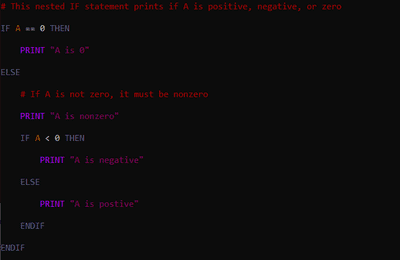 # This nested IF statement prints if A is positive, negative, or zero
IF A == 0 THEN
PRINT "A is 0"
ELSE
# If A is not zero, it must be nonzero
PRINT "A is nonzero"
IF A < 0 THEN
PRINT "A is negative"
ELSE
PRINT "A is postive"
ENDIF
ENDIF